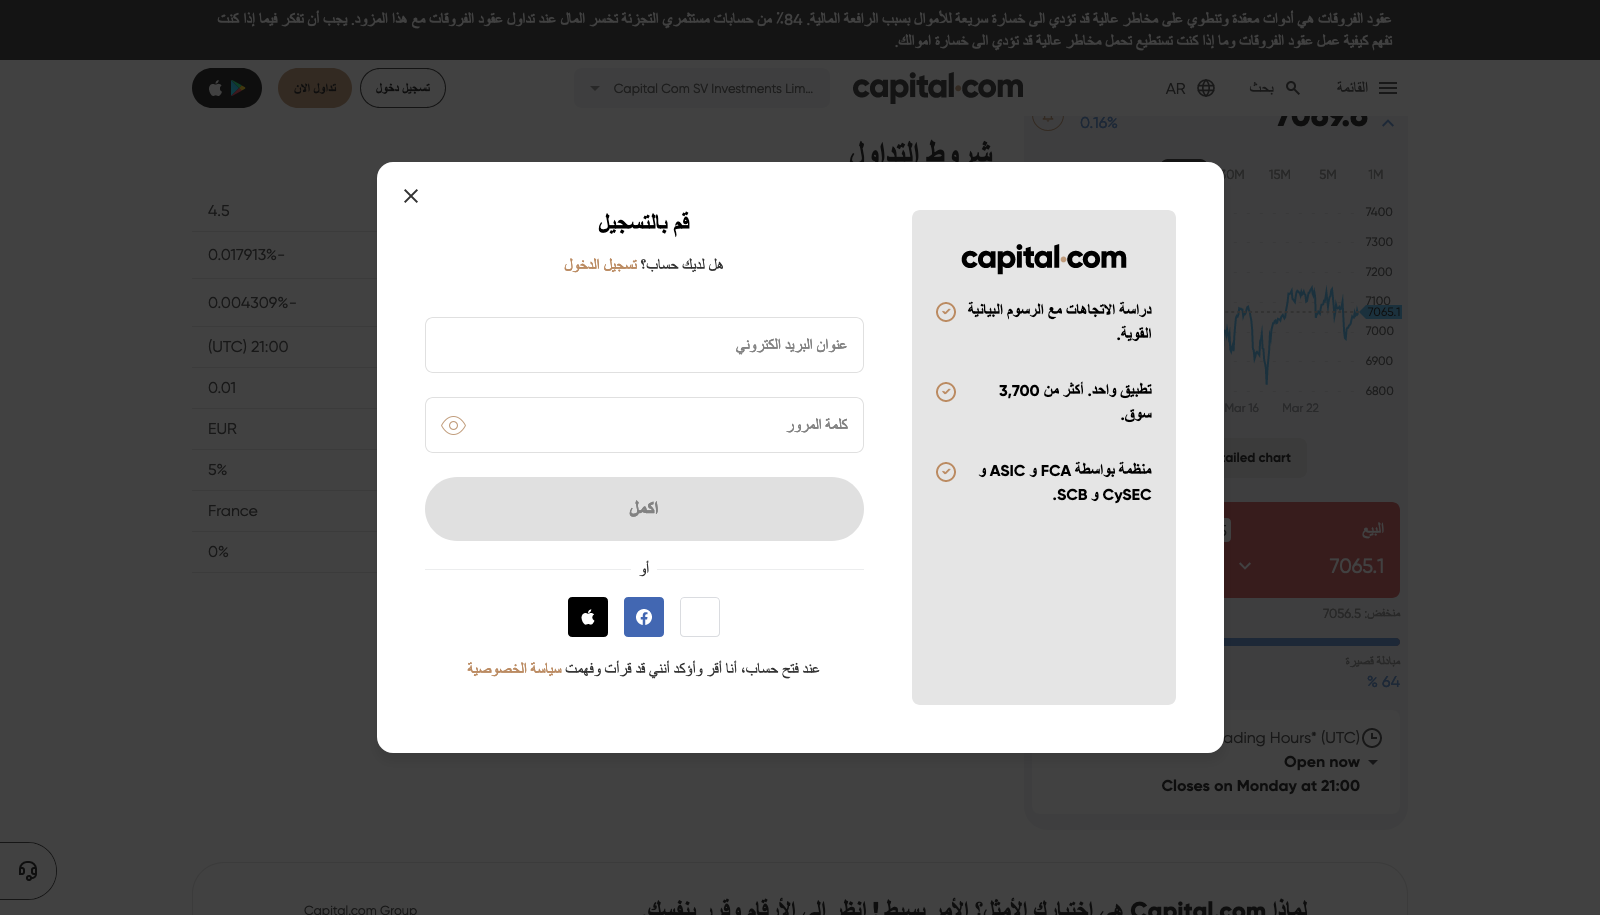 عقود الفروقات هي أدوات معقدة وتنطوي على مخاطر عالية قد تؤدي الى خسارة سريعة للأموال بسبب الرافعة المالية. 84٪ من حسابات مستثمري التجزئة تخسر المال عند تداول عقود الفروقات مع هذا المزود. يجب أن تفكر فيما إذا كنت
تفهم كيفية عمل عقود الفروقات وما إذا كنت تستطيع تحمل مخاطر عالية قد تؤدي الى خسارة اموالك.
القائمة
بحث
AR
capital.com
Capital Com SV Investments Lim...
تسجيل دخول
تداول الآن
7069.6
0.16%
شروط التداول
1M
5M
15M
7400
7300
7200
7100
7065.1
7000
6900
6800
Mar 16
Mar 22
البيع
7065.1
منخفض: 7056.5
مبادلة قصيرة
% 64
(UTC)
Open now
Closes on Monday at 21:00
4.5
0.017913%-
0.004309%-
(UTC) 21:00
0.01
EUR
5%
France
0%
capital.com
دراسة الاتجاهات مع الرسوم البيانية
القوية.
تطبيق واحد. أكثر من 3,700
سوق.
منظمة بواسطة FCA و ASIC و
CySEC و SCB.
قم بالتسجيل
هل لديك حساب؟ تسجيل الدخول
عنوان البريد الكتروني
كلمة المرور
اكمل
أو
عند فتح حساب، أنا أقر وأؤكد أنني قد قرأت وفهمت سياسة الخصوصية
لماذا Capital.com هي اختيارك الأمثل؟ الأمر بسيط! انظر إلى الأرقام وقرر بنفسك
Capital.com Group